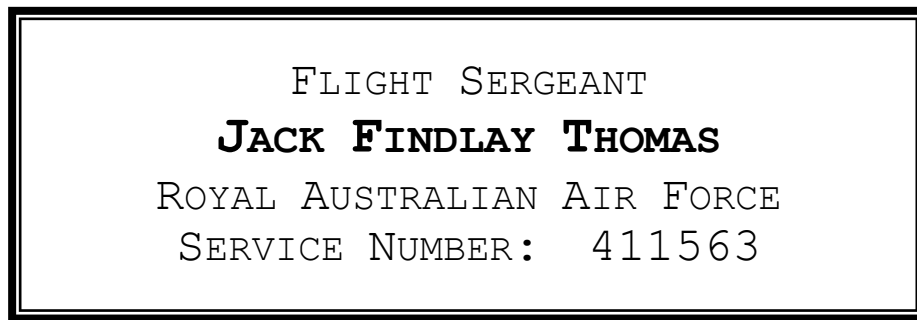 Flight Sergeant
Jack Findlay Thomas
Royal Australian Air Force
Service Number: 411563